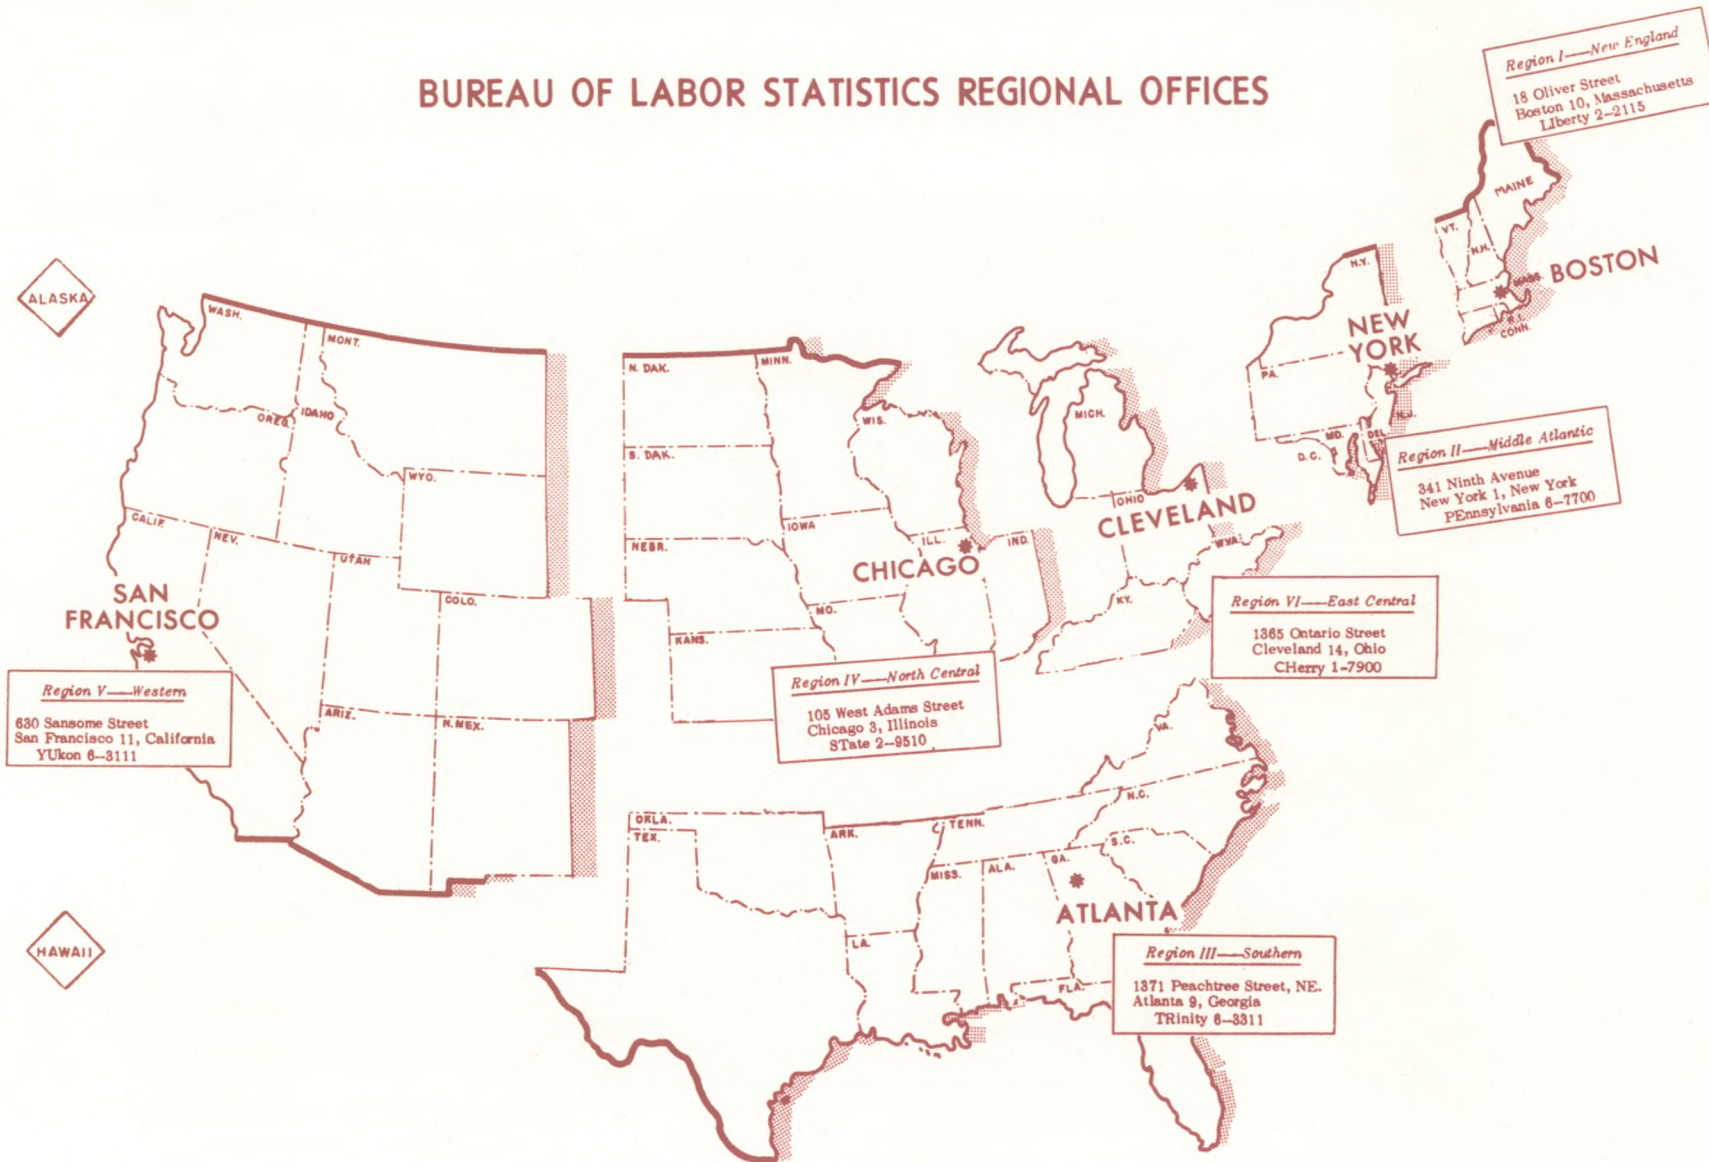 BUREAU OF LABOR STATISTICS REGIONAL OFFICES
Region I—New England
18 Oliver Street
Boston 10, Massachusetts
LIberty 2-2115
MAINE
VT.
N.H.
MASS.
BOSTON
R.I.
CONN.
ALASKA
N.Y.
NEW
YORK
PA.
N.J.
MD.
DEL.
D.C.
Region II—Middle Atlantic
341 Ninth Avenue
New York 1, New York
PEnnsylvania 6-7700
WASH.
MONT.
OREG.
IDAHO
WYO.
CALIF.
NEV.
UTAH
COLO.
ARIZ.
N. MEX.
SAN
FRANCISCO
Region V—Western
630 Sansome Street
San Francisco 11, California
YUkon 6-3111
N. DAK.
MINN.
S. DAK.
WIS.
NEBR.
IOWA
ILL.
IND.
CHICAGO
MO.
KANS.
Region IV—North Central
105 West Adams Street
Chicago 3, Illinois
STate 2-9510
MICH.
OHIO
CLEVELAND
W.VA.
KY.
Region VI—East Central
1365 Ontario Street
Cleveland 14, Ohio
CHerry 1-7900
VA.
N.C.
OKLA.
TEX.
ARK.
TENN.
S.C.
MISS.
ALA.
GA.
ATLANTA
LA.
FLA.
Region III—Southern
1371 Peachtree Street, NE.
Atlanta 9, Georgia
TRinity 6-3311
HAWAII